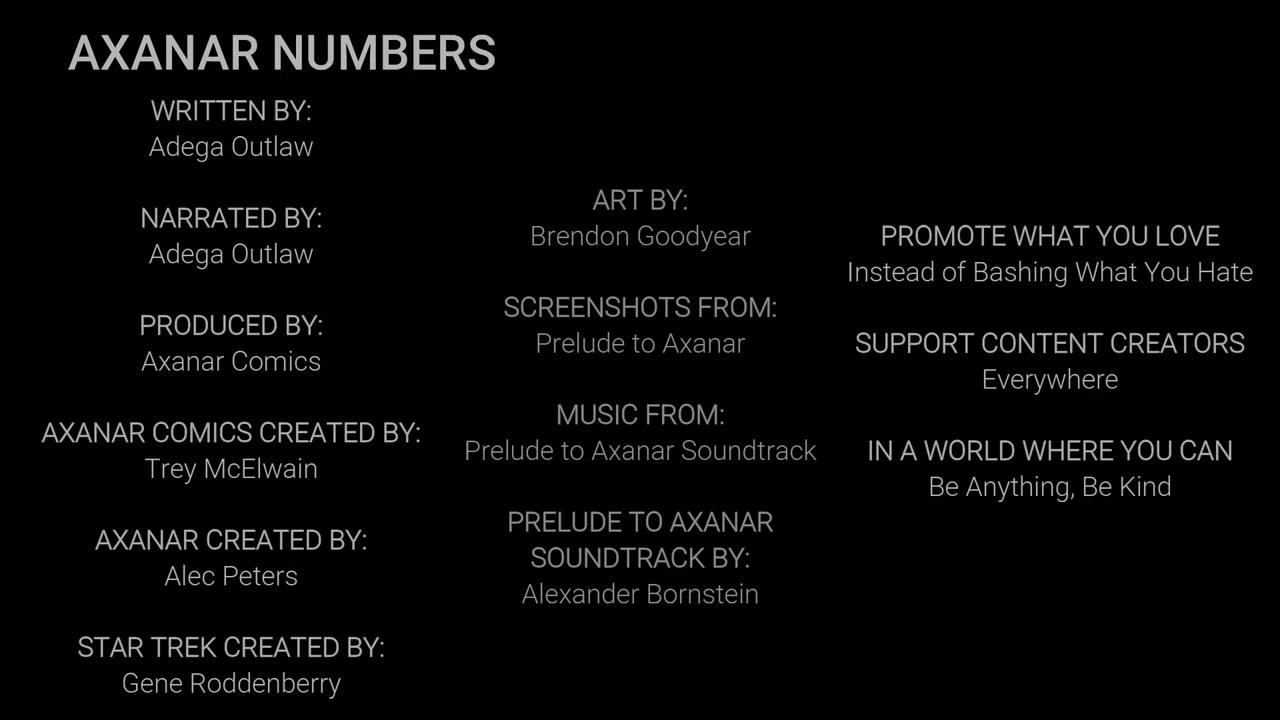 AXANAR NUMBERS
WRITTEN BY:
Adega Outlaw
NARRATED BY:
Adega Outlaw
PRODUCED BY:
Axanar Comics
AXANAR COMICS CREATED BY:
Trey McElwain
AXANAR CREATED BY:
Alec Peters
STAR TREK CREATED BY:
Gene Roddenberry
ART BY:
Brendon Goodyear
SCREENSHOTS FROM:
Prelude to Axanar
MUSIC FROM:
Prelude to Axanar Soundtrack
PRELUDE TO AXANAR
SOUNDTRACK BY:
Alexander Bornstein
PROMOTE WHAT YOU LOVE
Instead of Bashing What You Hate
SUPPORT CONTENT CREATORS
Everywhere
IN A WORLD WHERE YOU CAN
Be Anything, Be Kind